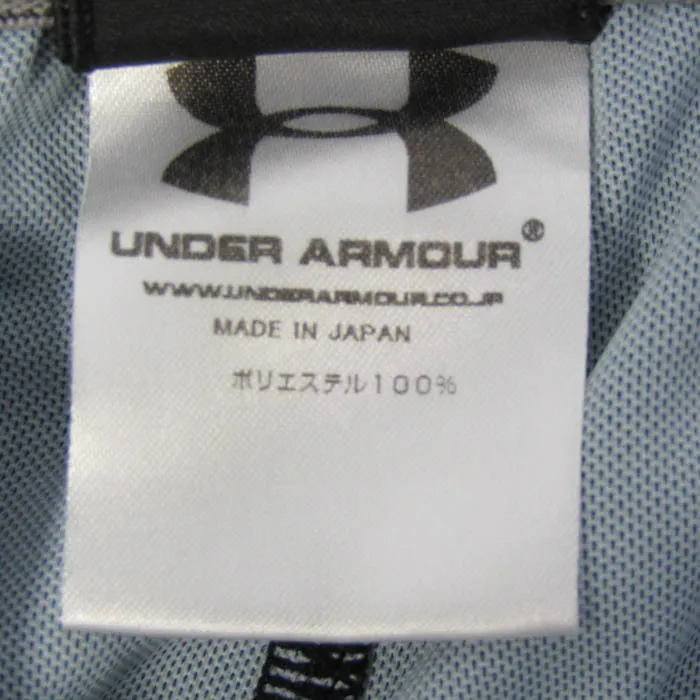 UNDER ARMOUR®
WWW.UNDERARMOUR.CO.JP
MADE IN JAPAN
ポリエステル100%